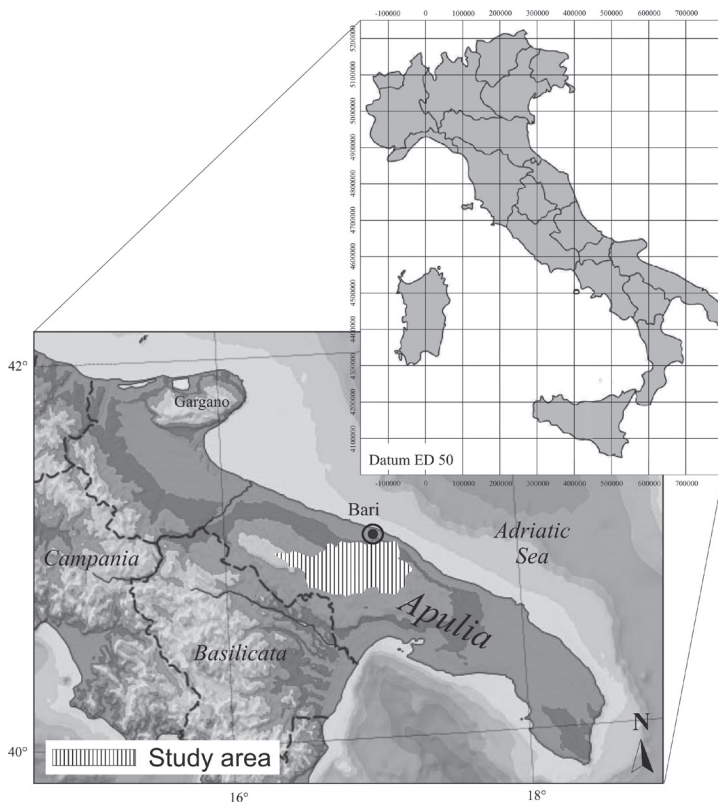 -100000 0 100000 200000 300000 400000 500000 600000 700000
5200000
5100000
5000000
4900000
4800000
4700000
4600000
4500000
4400000
4300000
4200000
4100000
Datum ED 50
-100000 0 100000 200000 300000 400000 500000 600000 700000
42°
Gargano
Bari
Adriatic
Sea
Campania
Apulia
Basilicata
N
40°
Study area
16°
18°